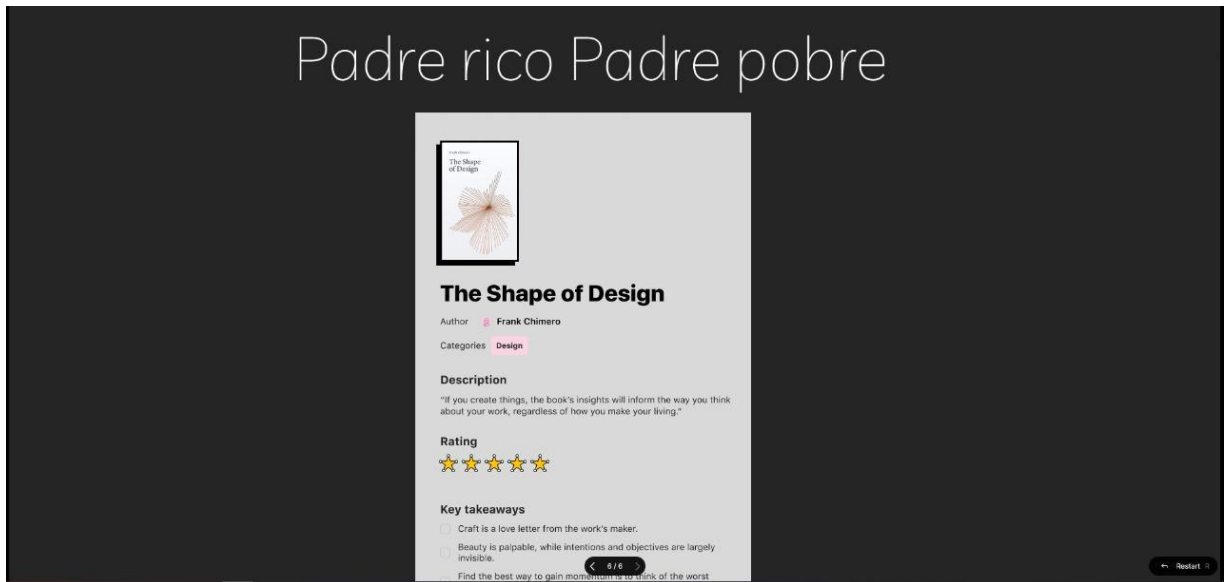 Padre rico Padre pobre
The Shape
of Design
The Shape of Design
Author Frank Chimero
Categories Design
Description
"If you create things, the book's insights will inform the way you think
about your work, regardless of how you make your living."
Rating
Key takeaways
Craft is a love letter from the work's maker.
Beauty is palpable, while intentions and objectives are largely
invisible.
Find the best way to gain momentum is to think of the worst
6/6
Restart R